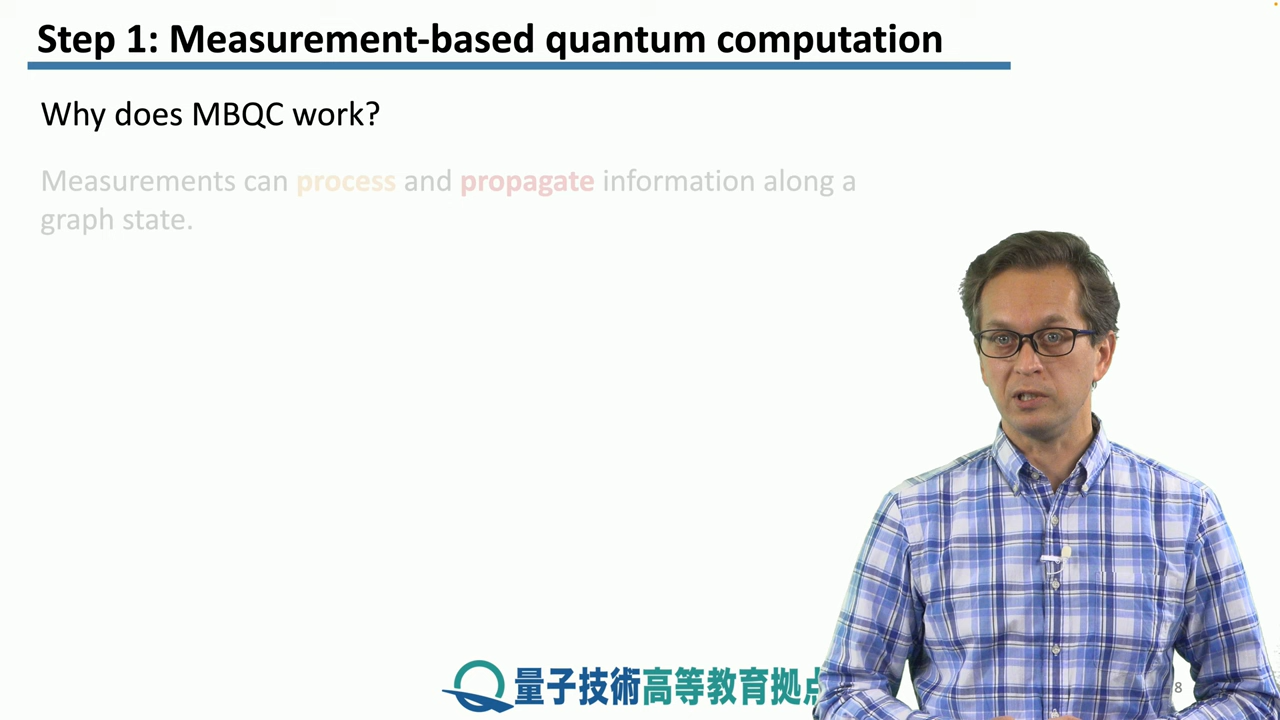 Step 1: Measurement-based quantum computation
Why does MBQC work?
Measurements can process and propagate information along a
graph state.
量子技術高等教育拠点
8